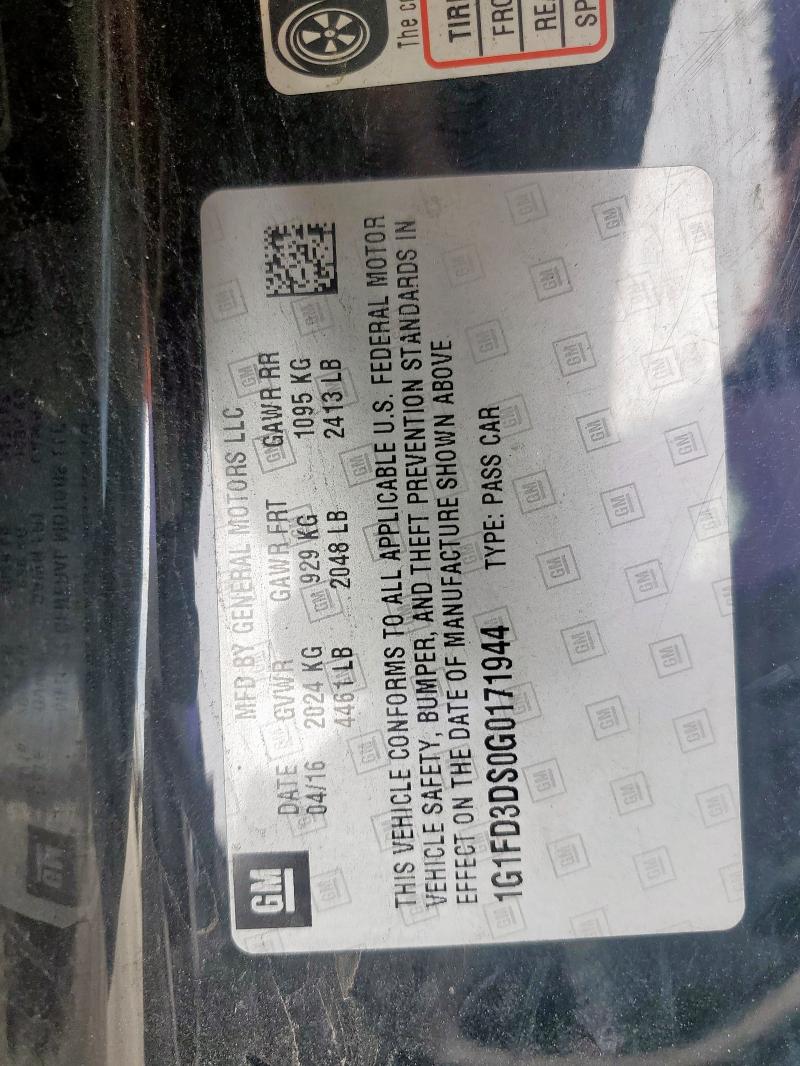 The
TIR
FRO
REA
SP
GM
MFD BY GENERAL MOTORS LLC
DATE GVWR GAWR FRT GAWR RR
04/16 2024 KG 929 KG 1095 KG
4461 LB 2048 LB 2413 LB
THIS VEHICLE CONFORMS TO ALL APPLICABLE U.S. FEDERAL MOTOR
VEHICLE SAFETY, BUMPER, AND THEFT PREVENTION STANDARDS IN
EFFECT ON THE DATE OF MANUFACTURE SHOWN ABOVE
1G1FD3DS0G0171944 TYPE: PASS CAR